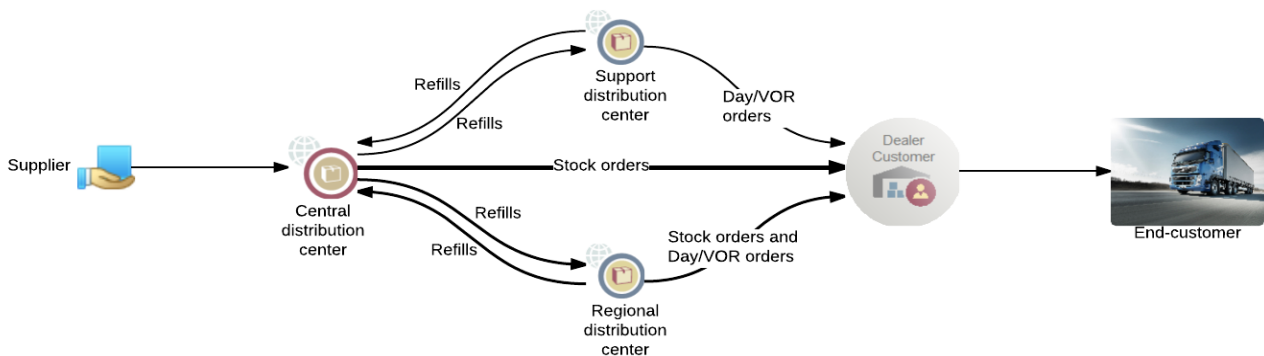 Support
distribution
center
Refills
Refills
Day/VOR
orders
Supplier
Central
distribution
center
Stock orders
Dealer
Customer
End-customer
Refills
Refills
Stock orders and
Day/VOR orders
Regional
distribution
center